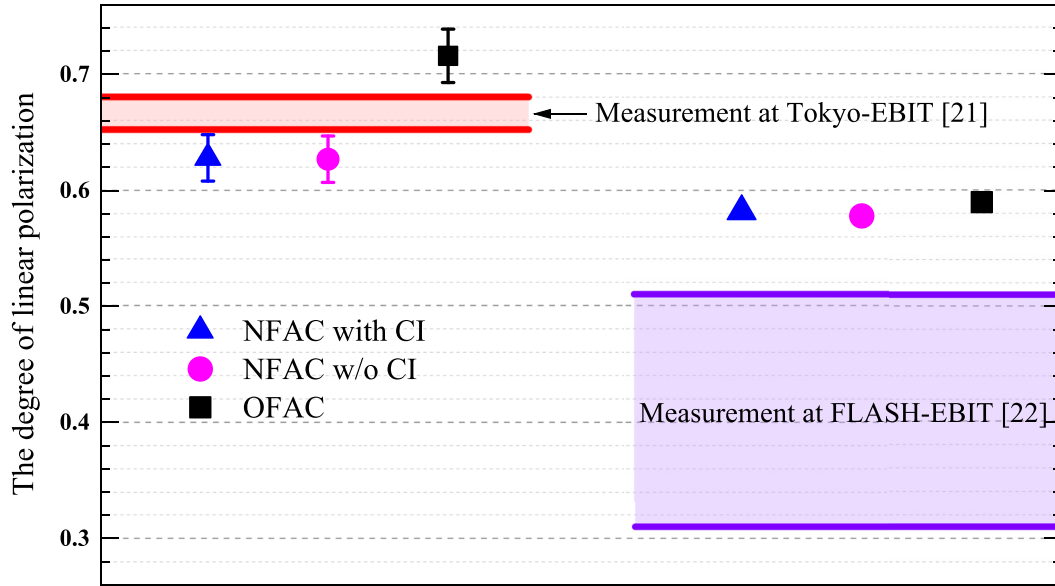 The degree of linear polarization
0.7
0.6
0.5
0.4
0.3
Measurement at Tokyo-EBIT [21]
NFAC with CI
NFAC w/o CI
OFAC
Measurement at FLASH-EBIT [22]